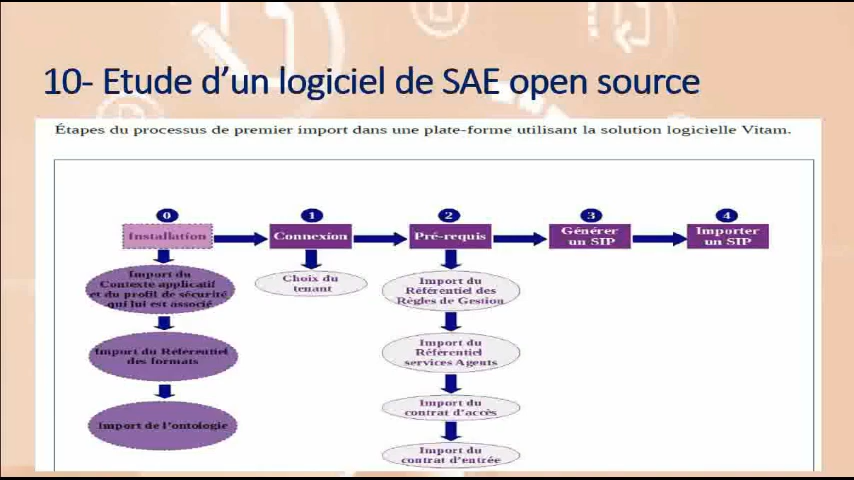 10- Etude d'un logiciel de SAE open source
Étapes du processus de premier import dans une plate-forme utilisant la solution logicielle Vitam.
0
Installation
Import du
Contexte applicatif
et du profil de sécurité
qui lui est associé
Import du Référentiel
des formats
Import de l'ontologie
1
Connexion
Choix du
tenant
2
Pré-requis
Import du
Référentiel des
Règles de Gestion
Import du
Référentiel
services Agents
Import du
contrat d'accès
Import du
contrat d'entrée
3
Générer
un SIP
4
Importer
un SIP